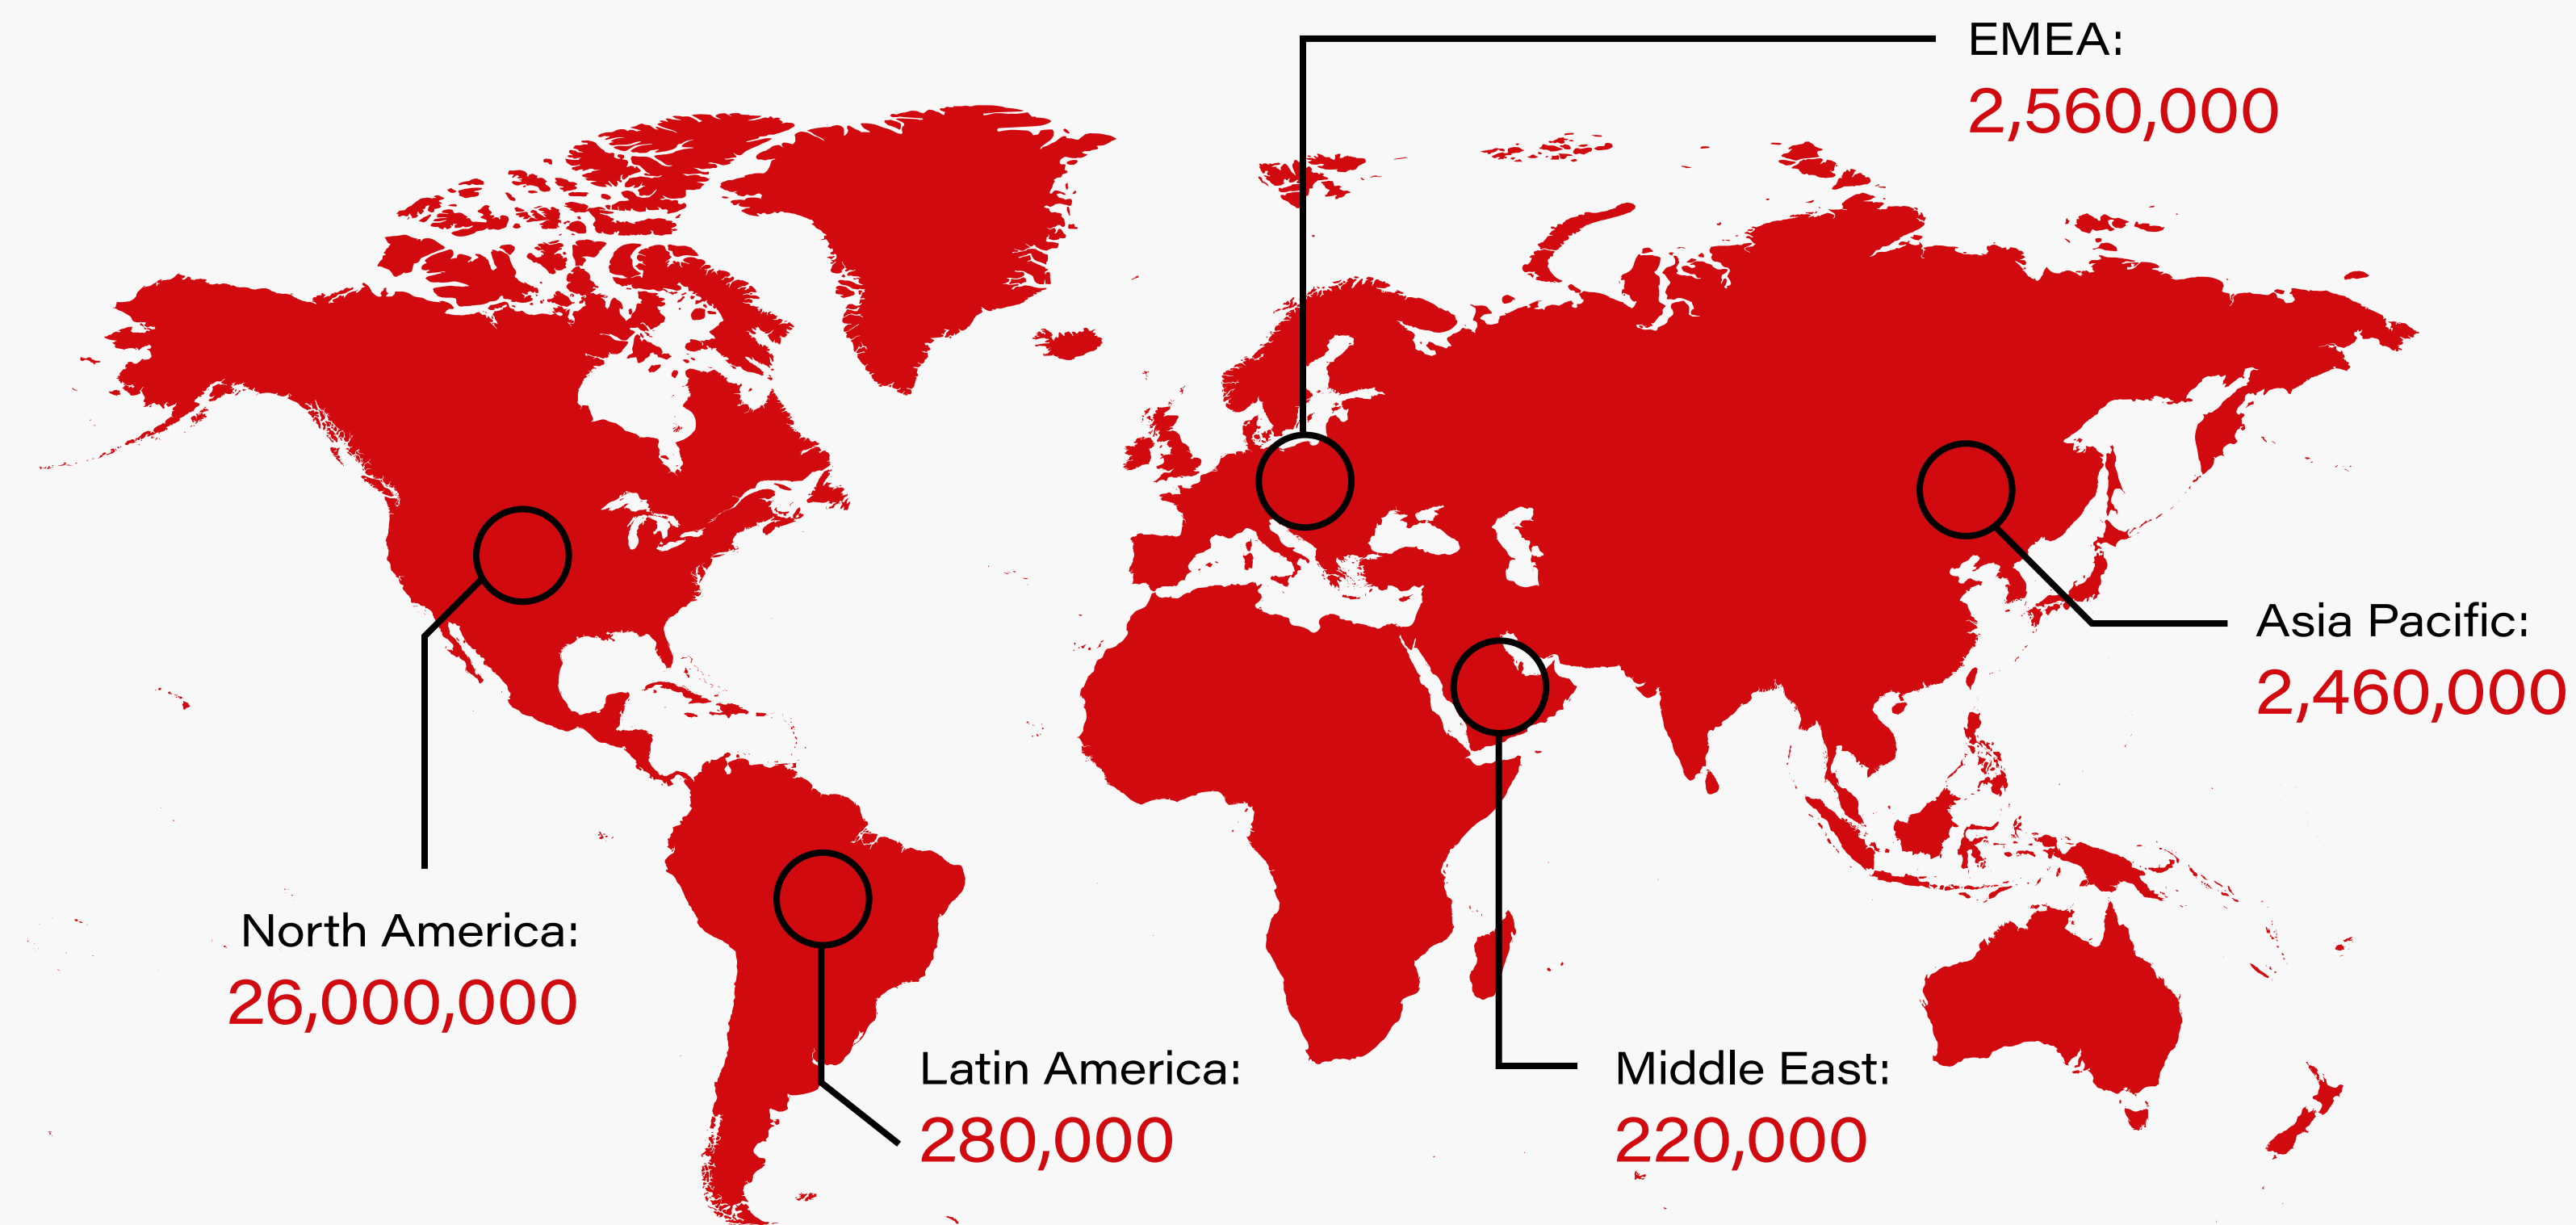 EMEA:
2,560,000
Asia Pacific:
2,460,000
North America:
26,000,000
Latin America:
280,000
Middle East:
220,000